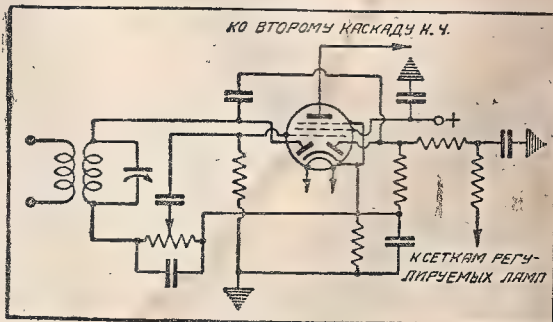 КО ВТОРОМУ КАСКАДУ Н.Ч.
+
К СЕТКАМ РЕГУ-
ЛИРУЕМЫХ ЛАМП